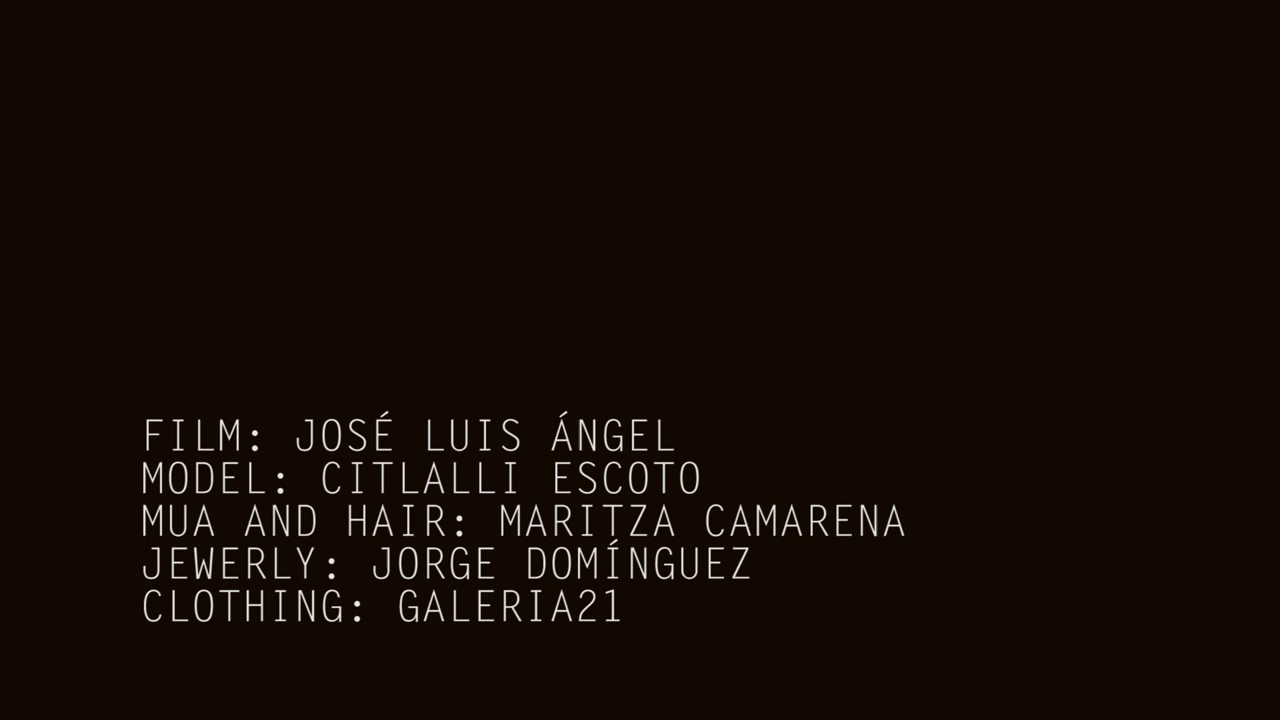 FILM: JOSÉ LUIS ÁNGEL
MODEL: CITLALLI ESCOTO
MUA AND HAIR: MARITZA CAMARENA
JEWERLY: JORGE DOMÍNGUEZ
CLOTHING: GALERIA21